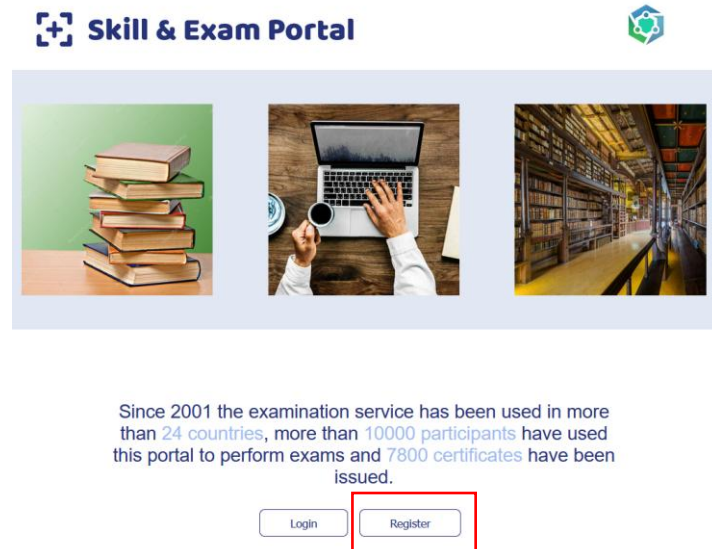 [+] Skill & Exam Portal
Since 2001 the examination service has been used in more
than 24 countries, more than 10000 participants have used
this portal to perform exams and 7800 certificates have been
issued.
Login
Register